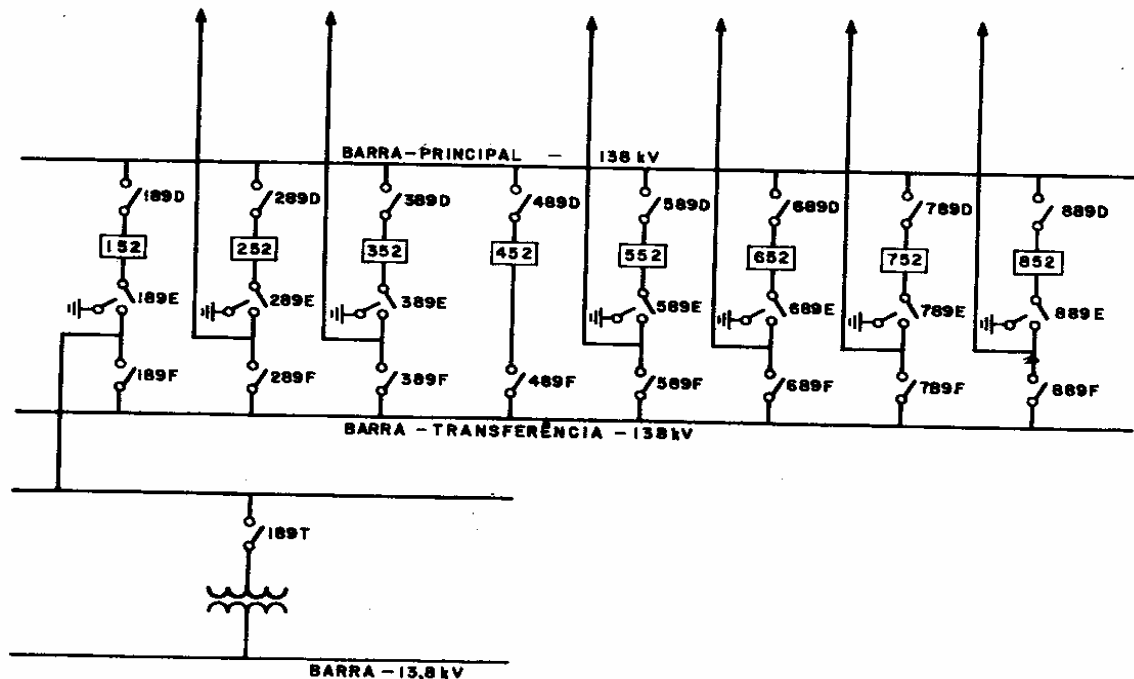 BARRA-PRINCIPAL — 138 kV
189D 289D 389D 489D 589D 689D 789D 889D
152 252 352 452 552 652 752 852
189E 289E 389E 589E 689E 789E 889E
189F 289F 389F 489F 589F 689F 789F 889F
BARRA - TRANSFERÊNCIA - 138 kV
189T
BARRA - 13,8 kV